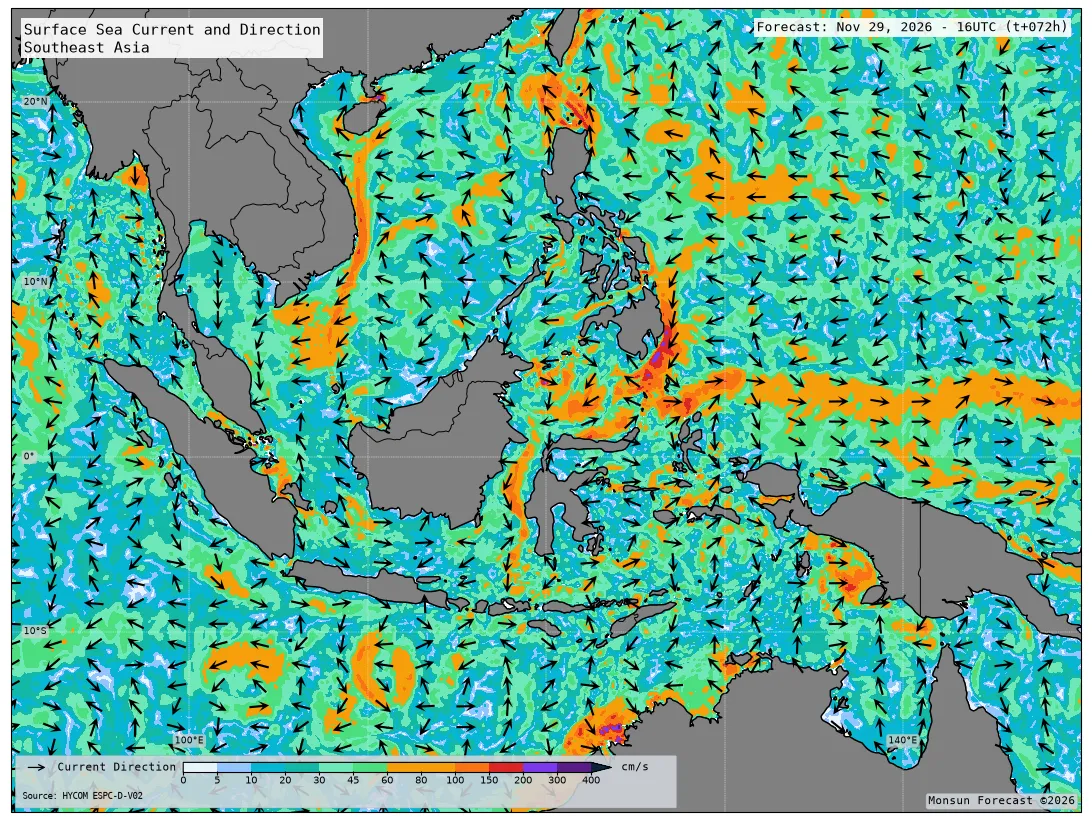 Surface Sea Current and Direction
Southeast Asia
Forecast: Nov 29, 2026 - 16UTC (t+072h)
20°N
10°N
0°
10°S
100°E
140°E
Current Direction
0 5 10 20 30 45 60 80 100 150 200 300 400
cm/s
Source: HYCOM ESPC-D-V02
Monsun Forecast ©2026